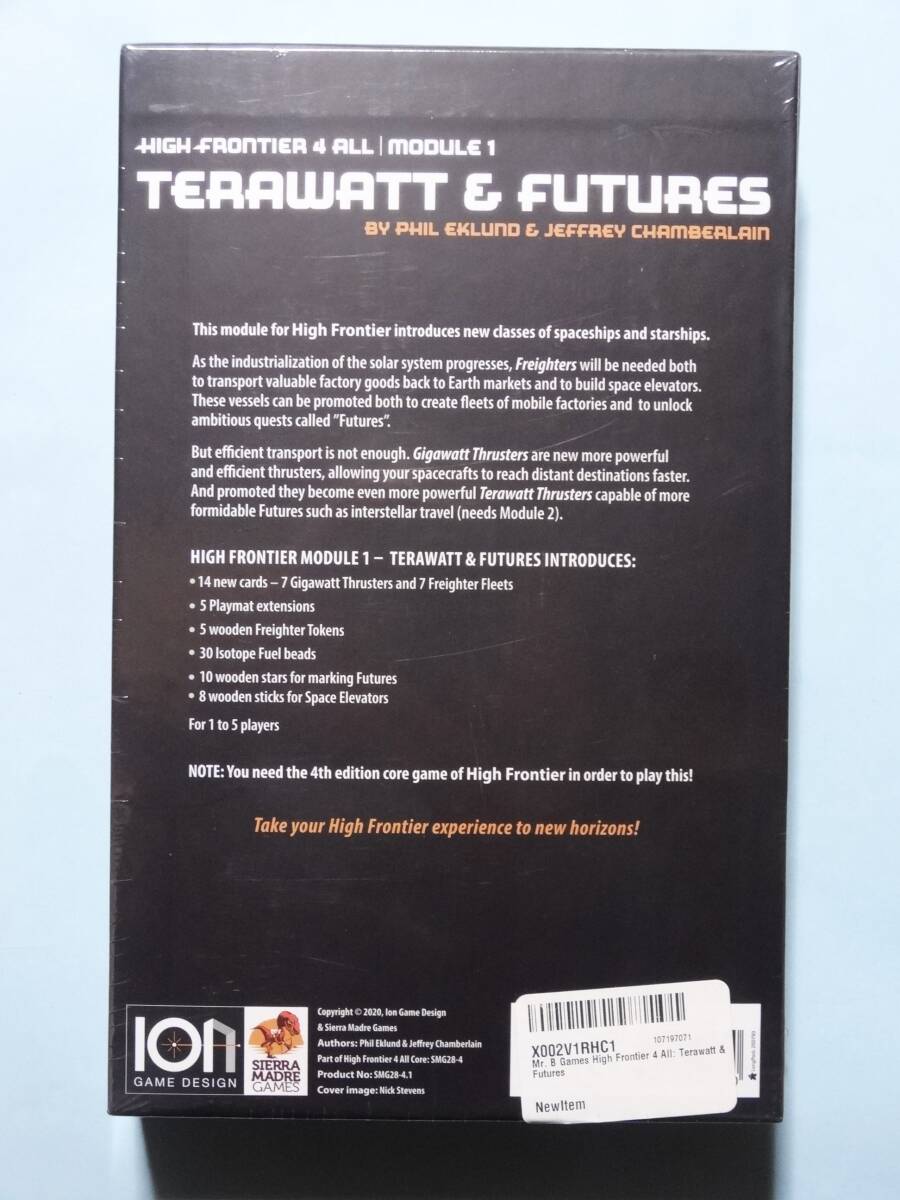 HIGH FRONTIER 4 ALL | MODULE 1
TERAWATT & FUTURES
BY PHIL EKLUND & JEFFREY CHAMBERLAIN
This module for High Frontier introduces new classes of spaceships and starships.
As the industrialization of the solar system progresses, Freighters will be needed both
to transport valuable factory goods back to Earth markets and to build space elevators.
These vessels can be promoted both to create fleets of mobile factories and to unlock
ambitious quests called "Futures".
But efficient transport is not enough. Gigawatt Thrusters are new more powerful
and efficient thrusters, allowing your spacecrafts to reach distant destinations faster.
And promoted they become even more powerful Terawatt Thrusters capable of more
formidable Futures such as interstellar travel (needs Module 2).
HIGH FRONTIER MODULE 1 – TERAWATT & FUTURES INTRODUCES:
• 14 new cards – 7 Gigawatt Thrusters and 7 Freighter Fleets
• 5 Playmat extensions
• 5 wooden Freighter Tokens
• 30 Isotope Fuel beads
• 10 wooden stars for marking Futures
• 8 wooden sticks for Space Elevators
For 1 to 5 players
NOTE: You need the 4th edition core game of High Frontier in order to play this!
Take your High Frontier experience to new horizons!
ION
GAME DESIGN
SIERRA
MADRE
GAMES
Copyright © 2020, Ion Game Design
& Sierra Madre Games
Authors: Phil Eklund & Jeffrey Chamberlain
Part of High Frontier 4 All Core: SMG28-4
Product No: SMG28-4.1
Cover image: Nick Stevens
X002V1RHC1
107197071
Mr. B Games High Frontier 4 All: Terawatt &
Futures
NewItem